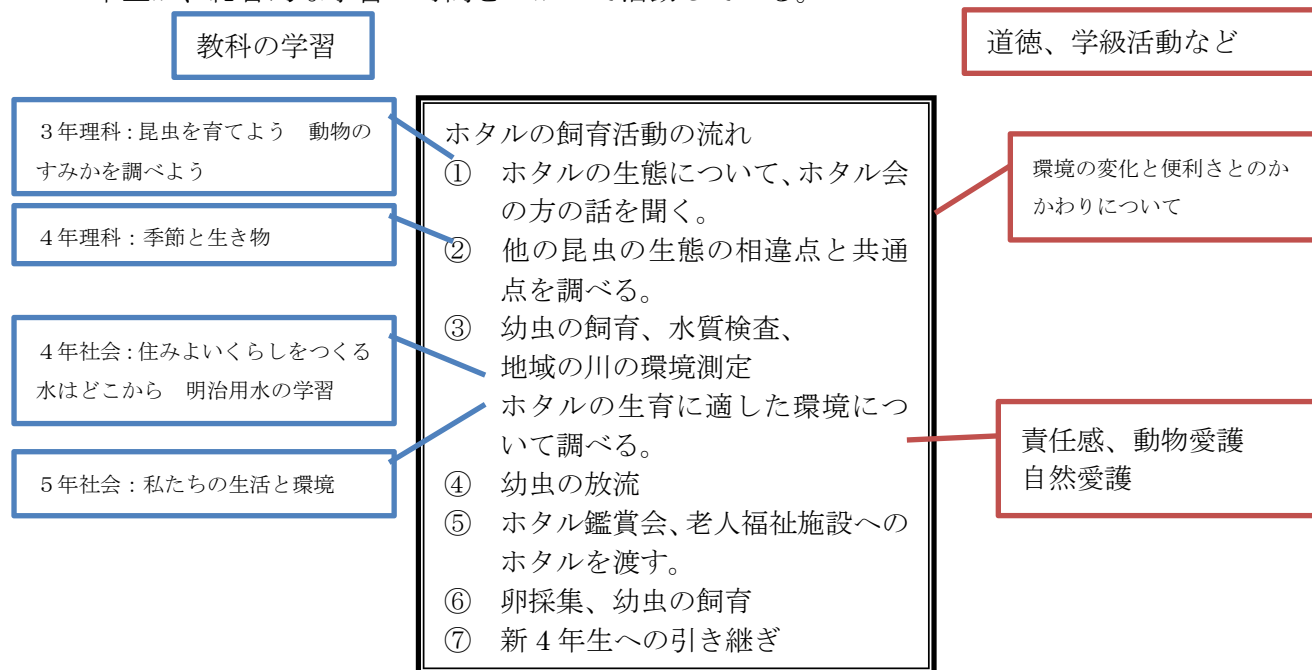 教科の学習
道徳、学級活動など
３年理科：昆虫を育てよう　動物の
すみかを調べよう
４年理科：季節と生き物
４年社会：住みよいくらしをつくる
水はどこから　明治用水の学習
５年社会：私たちの生活と環境
ホタルの飼育活動の流れ
①　ホタルの生態について、ホタル会
の方の話を聞く。
②　他の昆虫の生態の相違点と共通
点を調べる。
③　幼虫の飼育、水質検査、
地域の川の環境測定
ホタルの生育に適した環境につ
いて調べる。
④　幼虫の放流
⑤　ホタル鑑賞会、老人福祉施設への
ホタルを渡す。
⑥　卵採集、幼虫の飼育
⑦　新４年生への引き継ぎ
環境の変化と便利さとのか
かわりについて
責任感、動物愛護
自然愛護